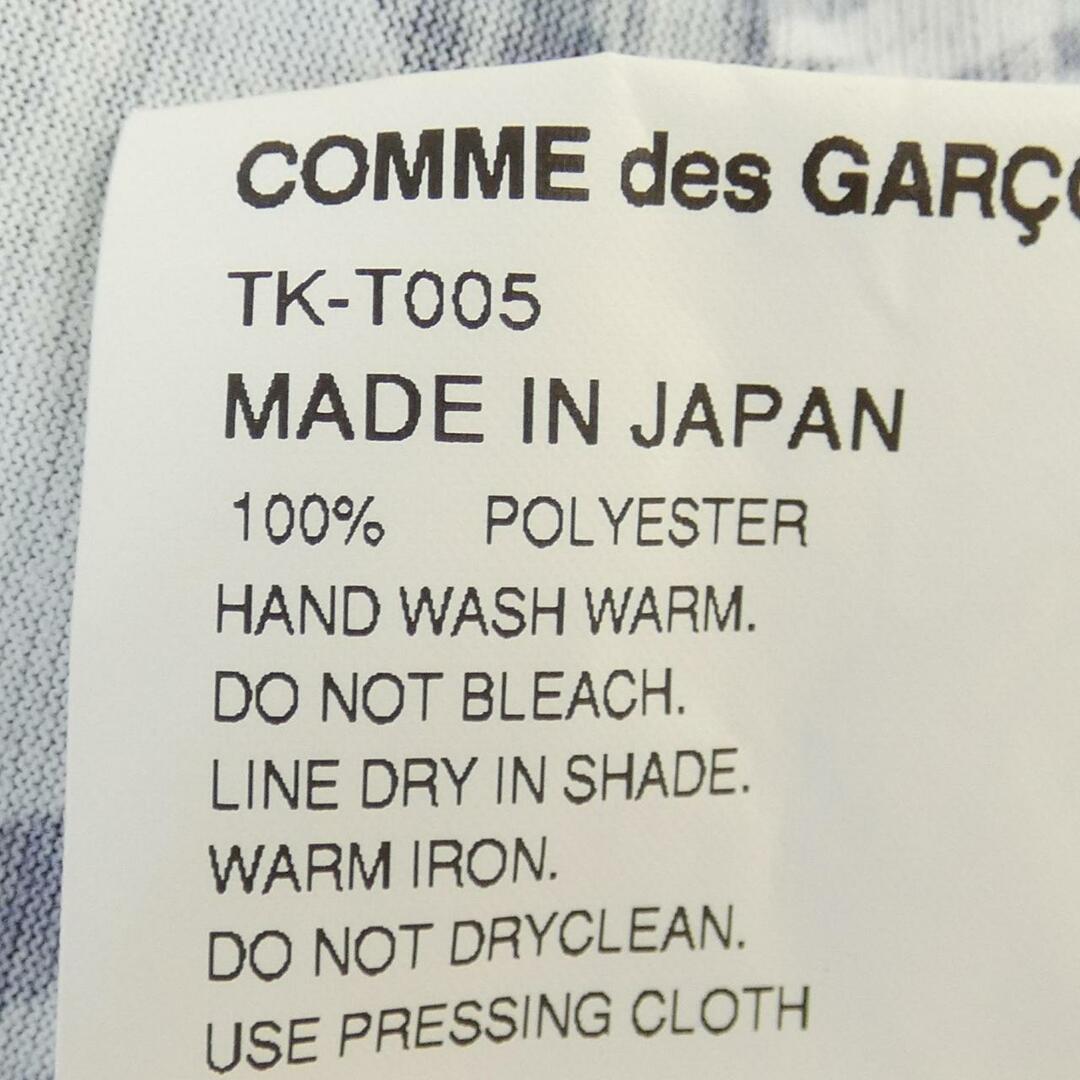 COMME des GARÇO
TK-T005
MADE IN JAPAN
100% POLYESTER
HAND WASH WARM.
DO NOT BLEACH.
LINE DRY IN SHADE.
WARM IRON.
DO NOT DRYCLEAN.
USE PRESSING CLOTH